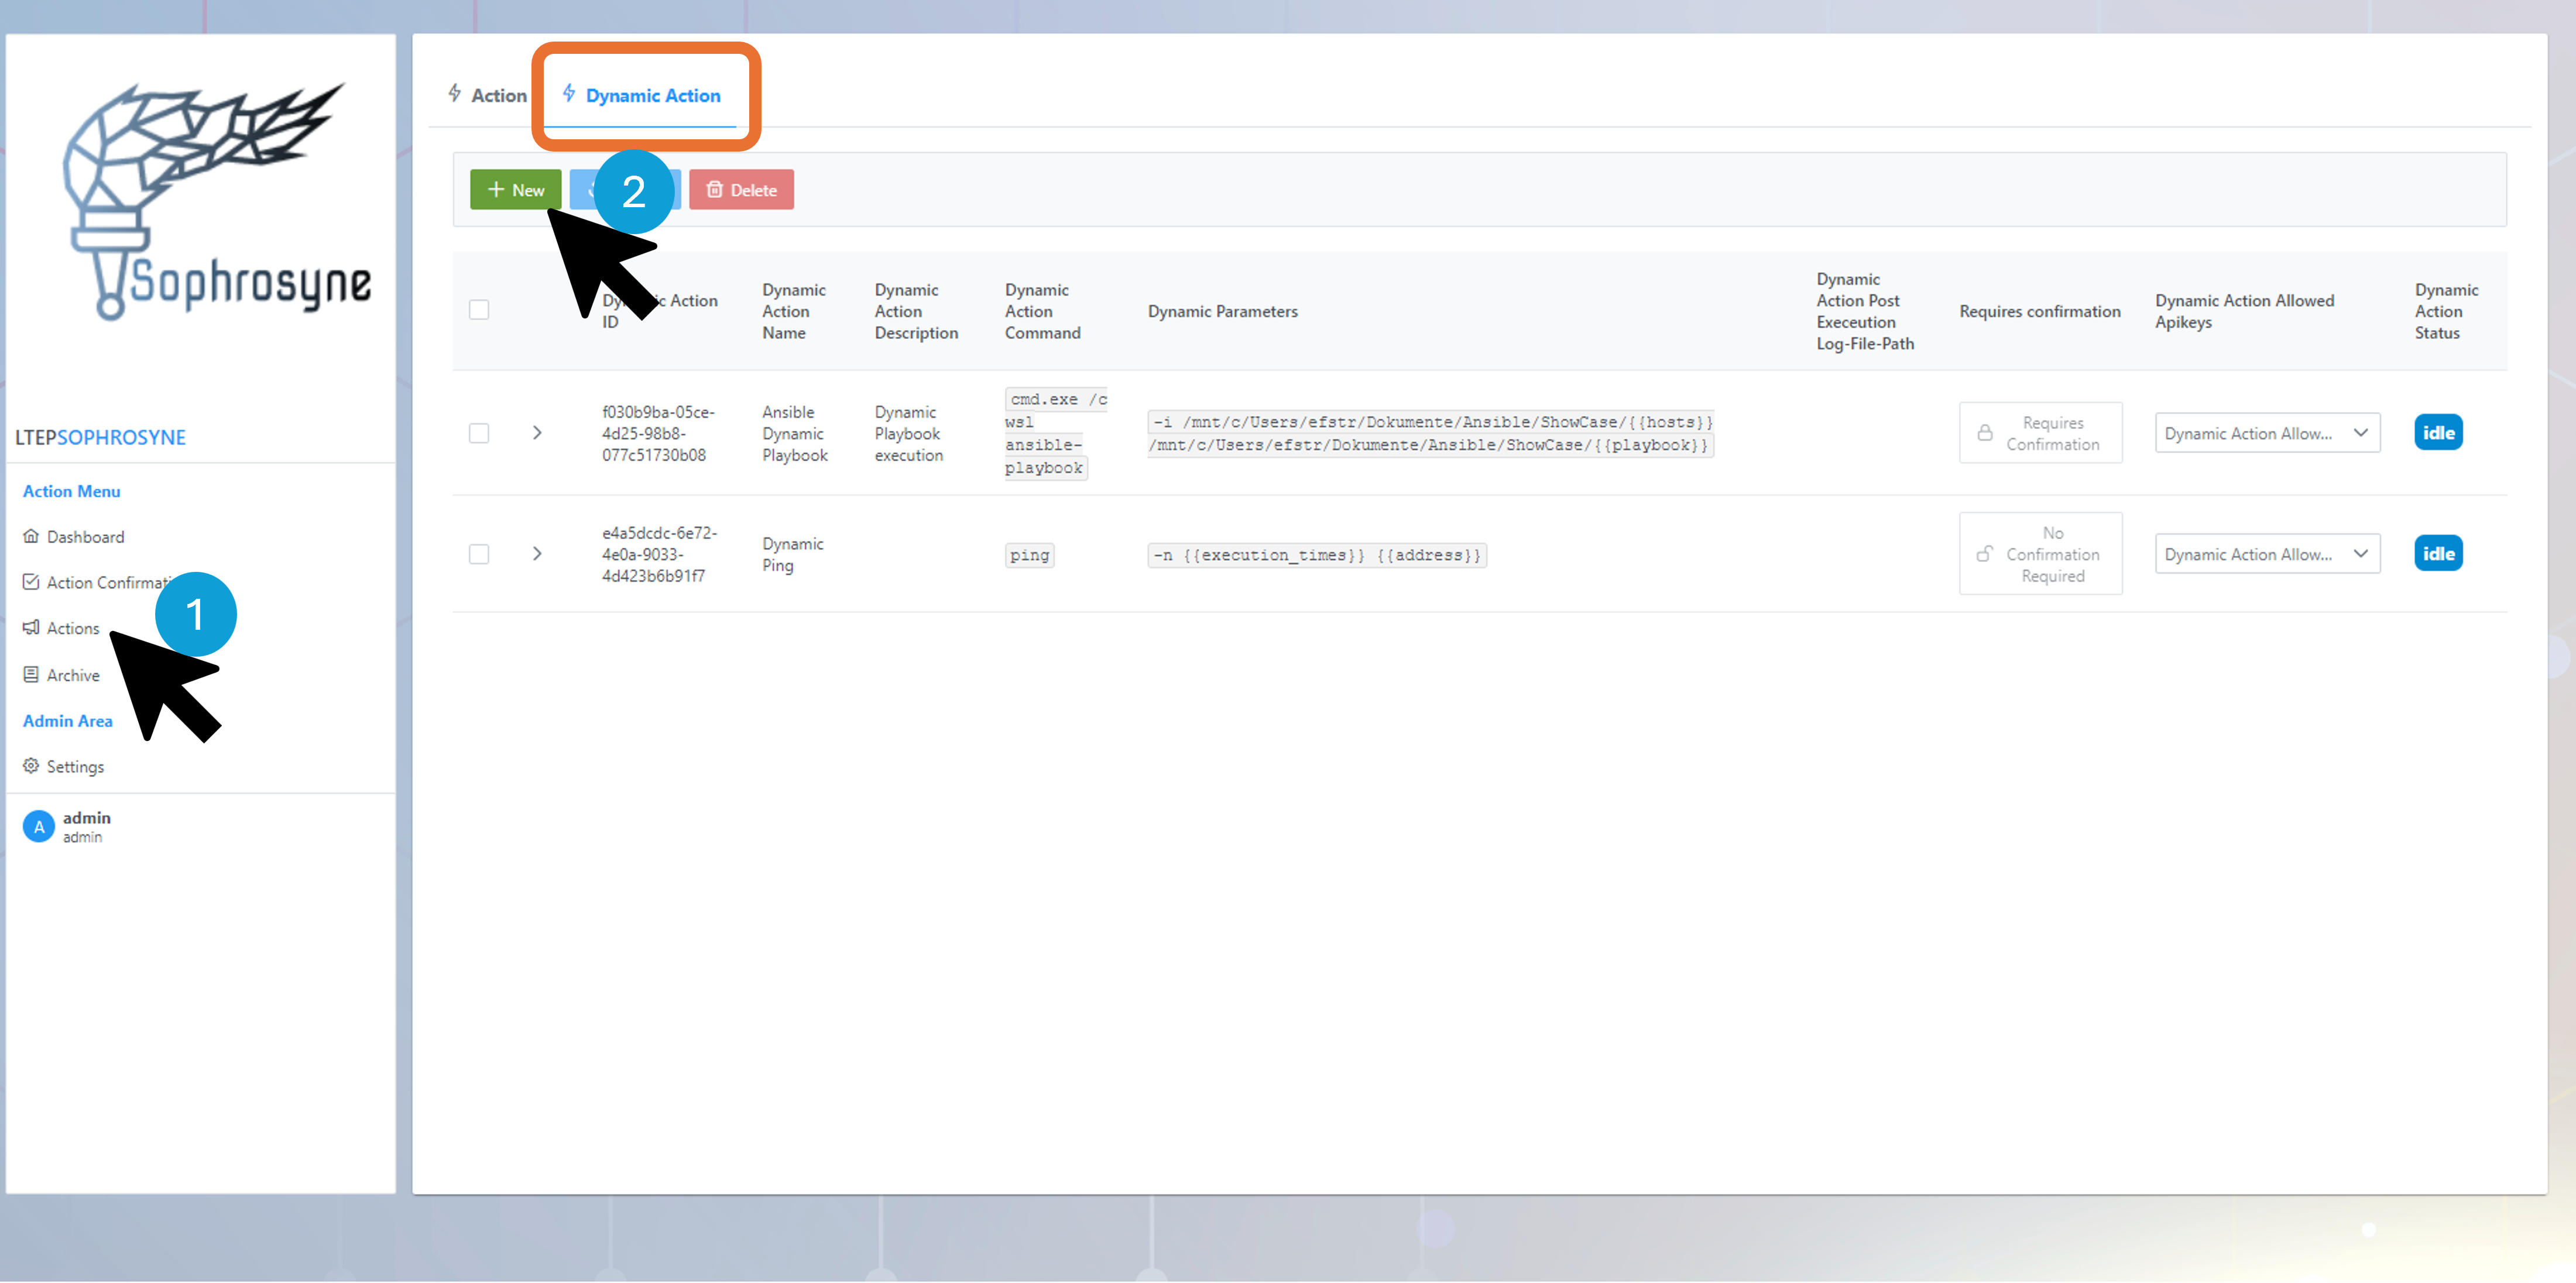 Sophrosyne
LTEPSOPHROSYNE
Action Menu
Dashboard
Action Confirmati
1
Actions
Archive
Admin Area
Settings
A
admin
admin
Action
Dynamic Action
New
2
Delete
Action
ID
Dynamic
Action
Name
Dynamic
Action
Description
Dynamic
Action
Command
Dynamic Parameters
Dynamic
Action Post
Excecution
Log-File-Path
Requires confirmation
Dynamic Action Allowed
Apikeys
Dynamic
Action
Status
f030b9ba-05ce-
4d25-98b8-
077c51730b08
Ansible
Dynamic
Playbook
Dynamic
Playbook
execution
cmd.exe /c
wsl
ansible-
playbook
-i /mnt/c/Users/efstr/Dokumente/Ansible/ShowCase/{{hosts}}
/mnt/c/Users/efstr/Dokumente/Ansible/ShowCase/{{playbook}}
Requires
Confirmation
Dynamic Action Allow...
idle
e4a5dcdc-6e72-
4e0a-9033-
4d423b6b91f7
Dynamic
Ping
ping
-n {{execution_times}} {{address}}
No
Confirmation
Required
Dynamic Action Allow...
idle